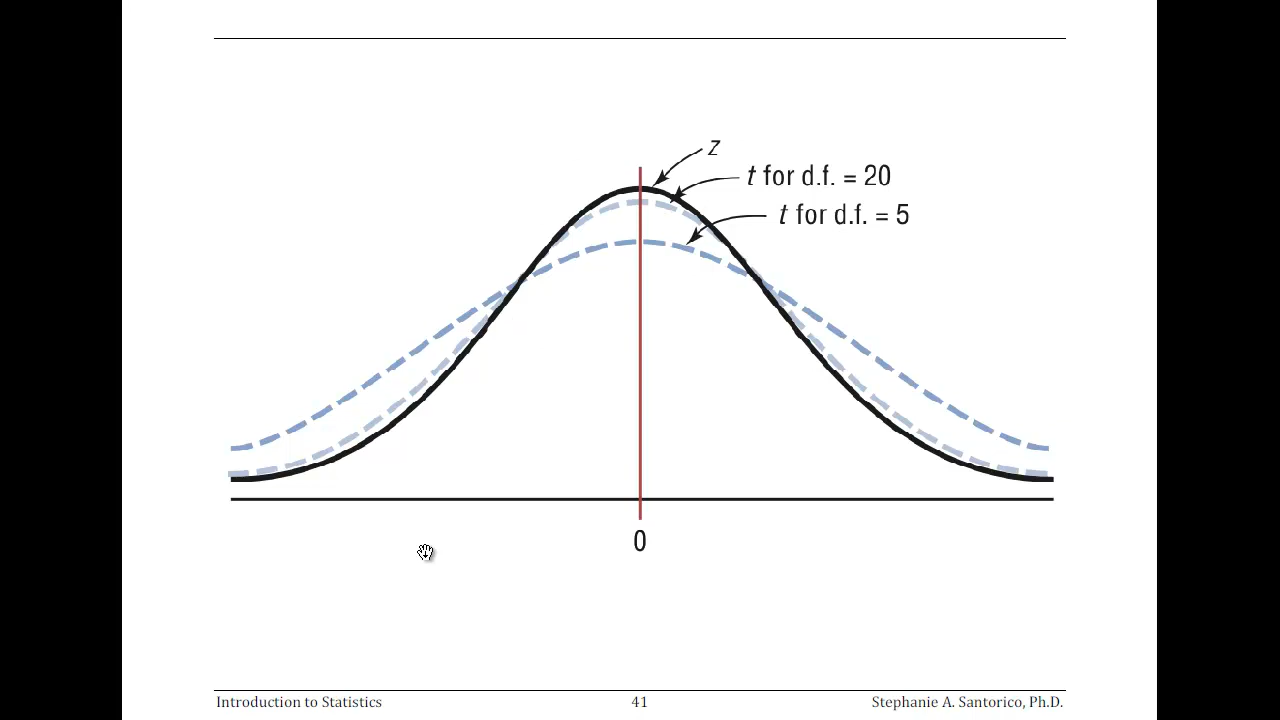 z
t for d.f. = 20
t for d.f. = 5
0
Introduction to Statistics
41
Stephanie A. Santorico, Ph.D.